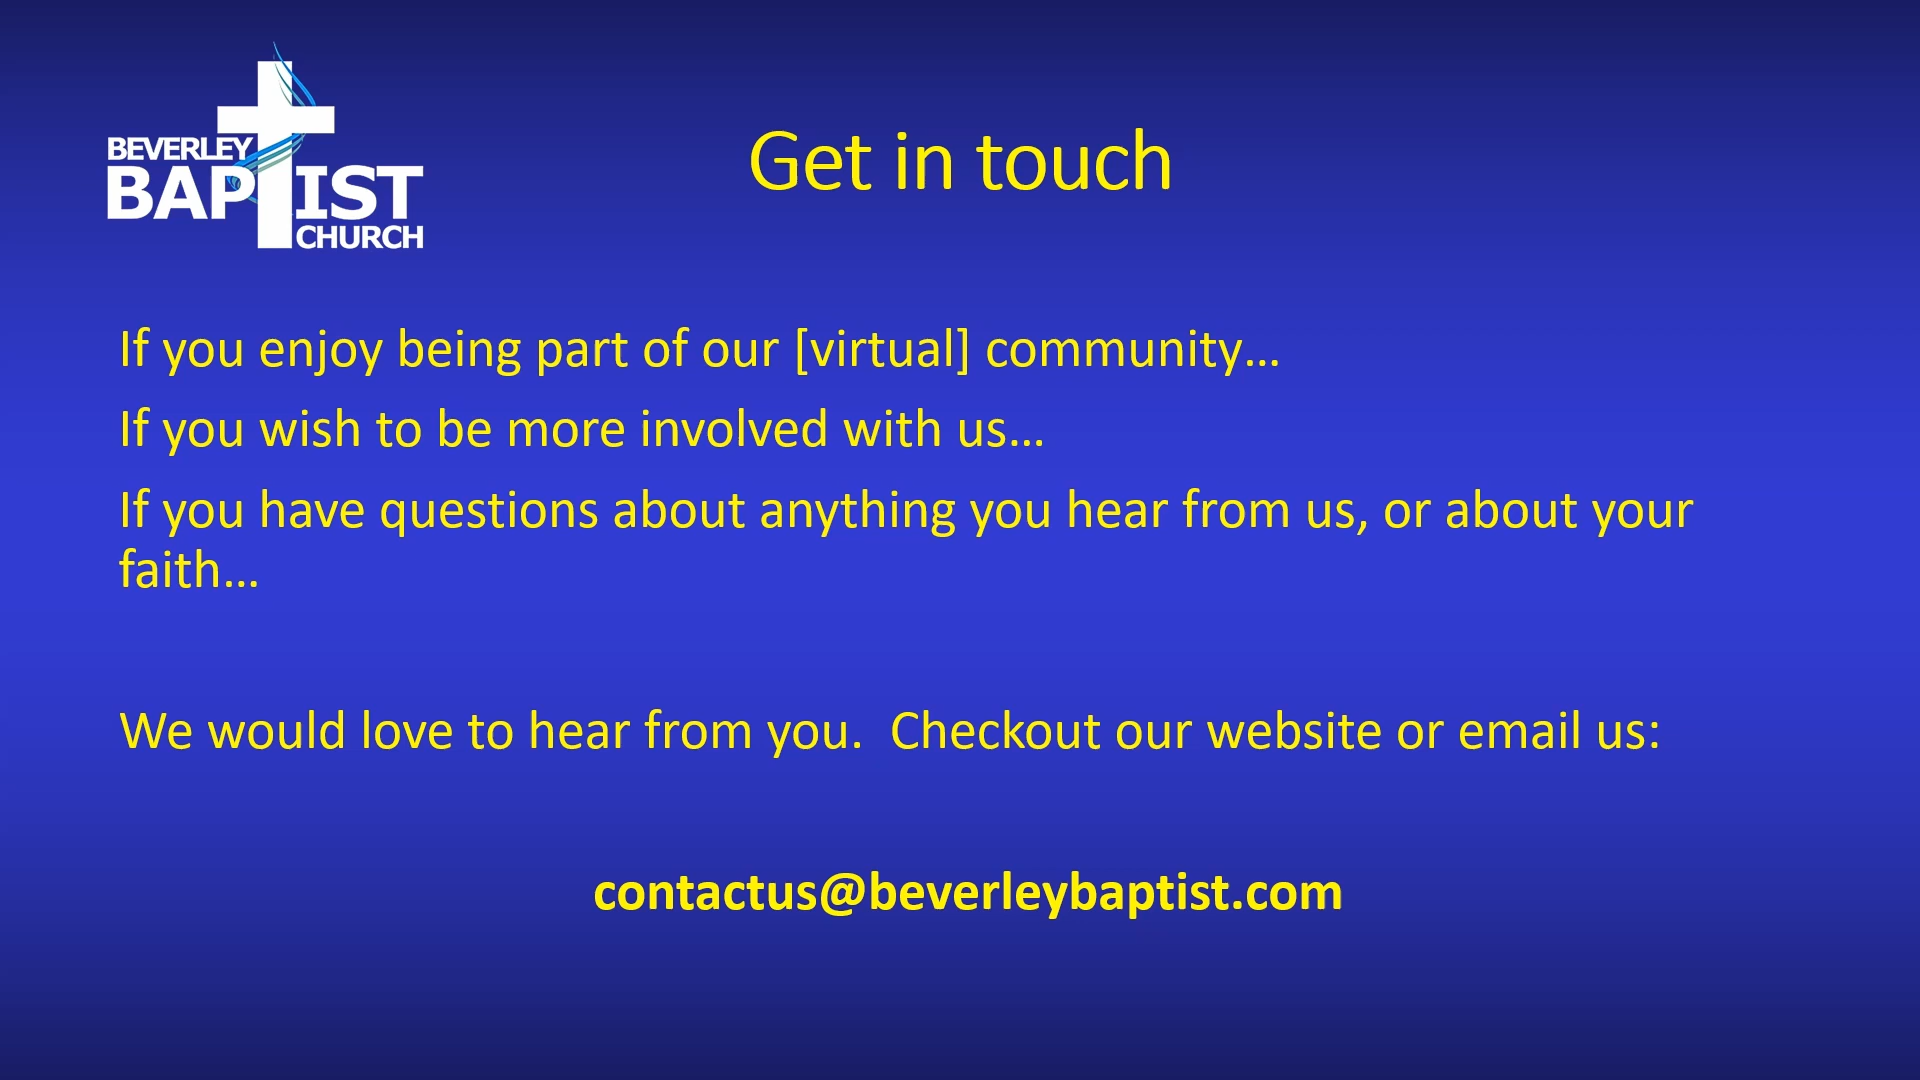 BEVERLEY
BAPTIST
CHURCH
Get in touch
If you enjoy being part of our [virtual] community…
If you wish to be more involved with us…
If you have questions about anything you hear from us, or about your
faith…
We would love to hear from you.  Checkout our website or email us:
contactus@beverleybaptist.com